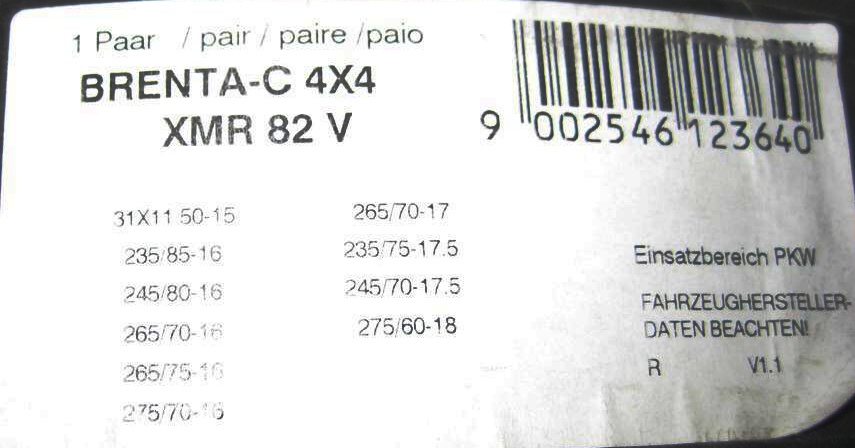 1 Paar / pair / paire /paio
BRENTA-C 4X4
XMR 82 V
9 002546 123640
31X11 50-15
235/85-16
245/80-16
265/70-16
265/75-16
275/70-16
265/70-17
235/75-17.5
245/70-17.5
275/60-18
Einsatzbereich PKW
FAHRZEUGHERSTELLER-
DATEN BEACHTEN!
R V1.1